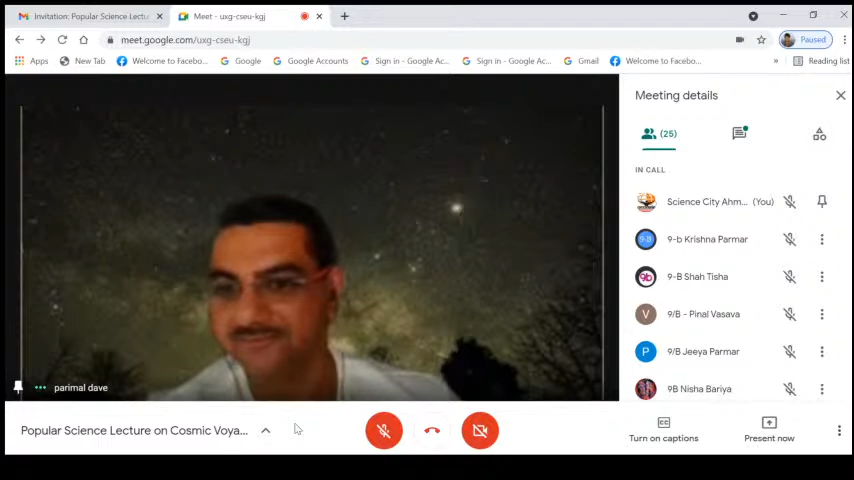 Invitation: Popular Science Lectu
Meet - uxg-cseu-kgj
meet.google.com/uxg-cseu-kgj
Paused
Apps
New Tab
Welcome to Facebo...
Google
Google Accounts
Sign in - Google Ac...
Sign in - Google Ac...
Gmail
Welcome to Facebo...
»
Reading list
Meeting details
(25)
IN CALL
Science City Ahm... (You)
9-B
9-b Krishna Parmar
9b
9-B Shah Tisha
V
9/B - Pinal Vasava
P
9/B Jeeya Parmar
9B Nisha Bariya
parimal dave
Popular Science Lecture on Cosmic Voya...
CC
Turn on captions
Present now